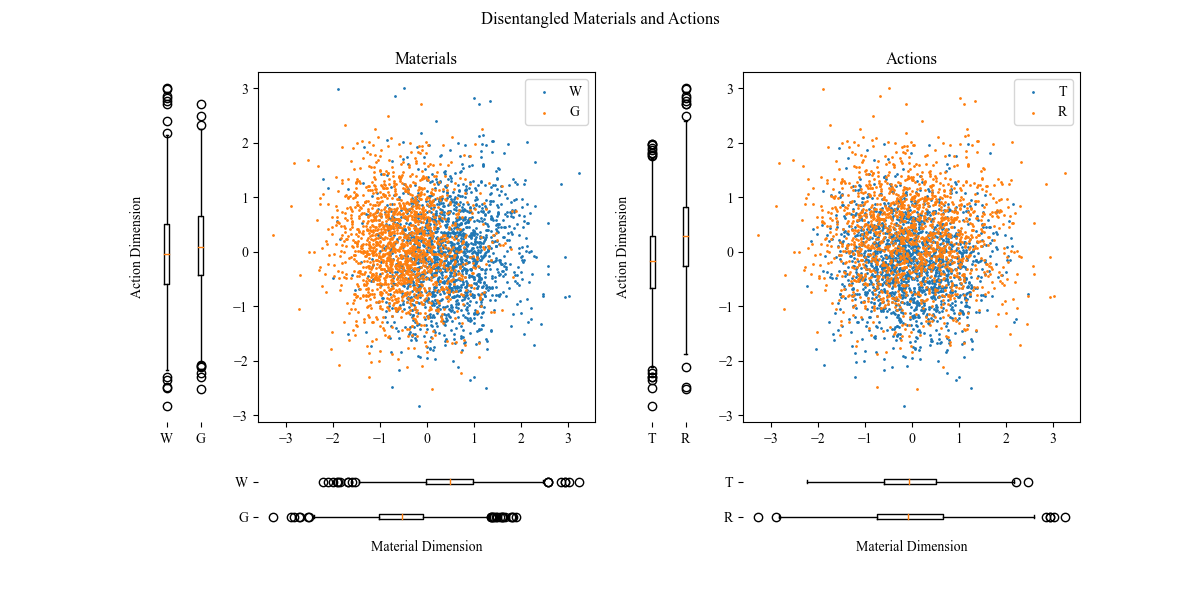 Disentangled Materials and Actions
Materials
Actions
W
G
T
R
3
2
1
0
−1
−2
−3
Action Dimension
W G
−3 −2 −1 0 1 2 3
3
2
1
0
−1
−2
−3
Action Dimension
T R
−3 −2 −1 0 1 2 3
W
G
Material Dimension
T
R
Material Dimension